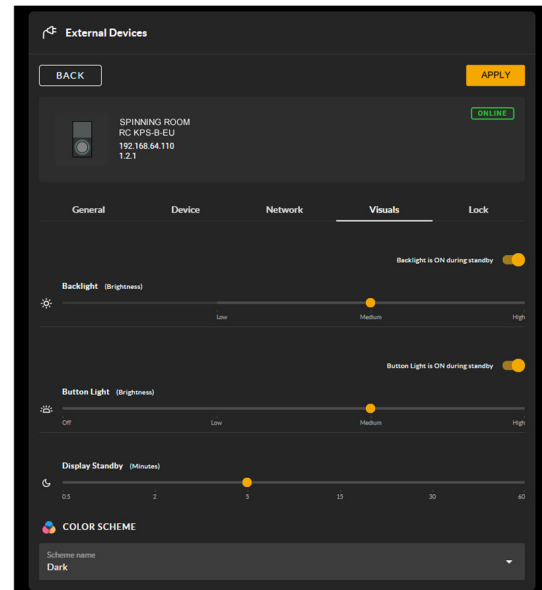 External Devices
BACK
APPLY
ONLINE
SPINNING ROOM
RC KPS-B-EU
192.168.64.110
1.2.1
General Device Network Visuals Lock
Backlight is ON during standby
Backlight (Brightness)
Low Medium High
Button Light is ON during standby
Button Light (Brightness)
Off Low Medium High
Display Standby (Minutes)
0.5 2 5 15 30 60
COLOR SCHEME
Scheme name
Dark